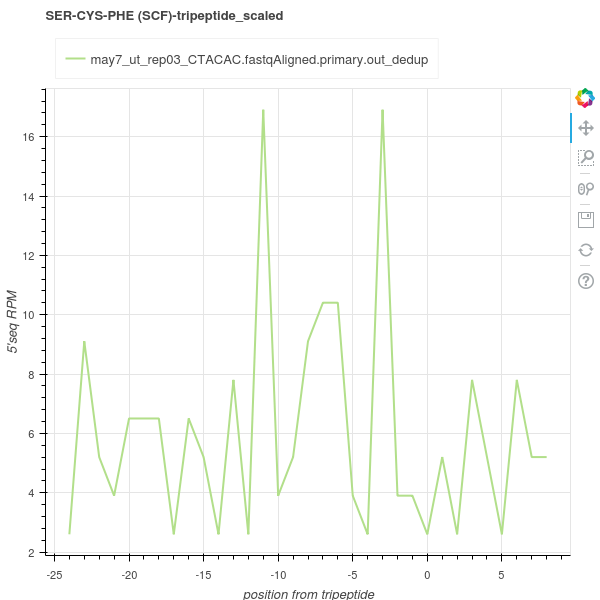 SER-CYS-PHE (SCF)-tripeptide_scaled
may7_ut_rep03_CTACAC.fastqAligned.primary.out_dedup
16
14
12
10
8
6
4
2
5'seq RPM
-25 -20 -15 -10 -5 0 5
position from tripeptide